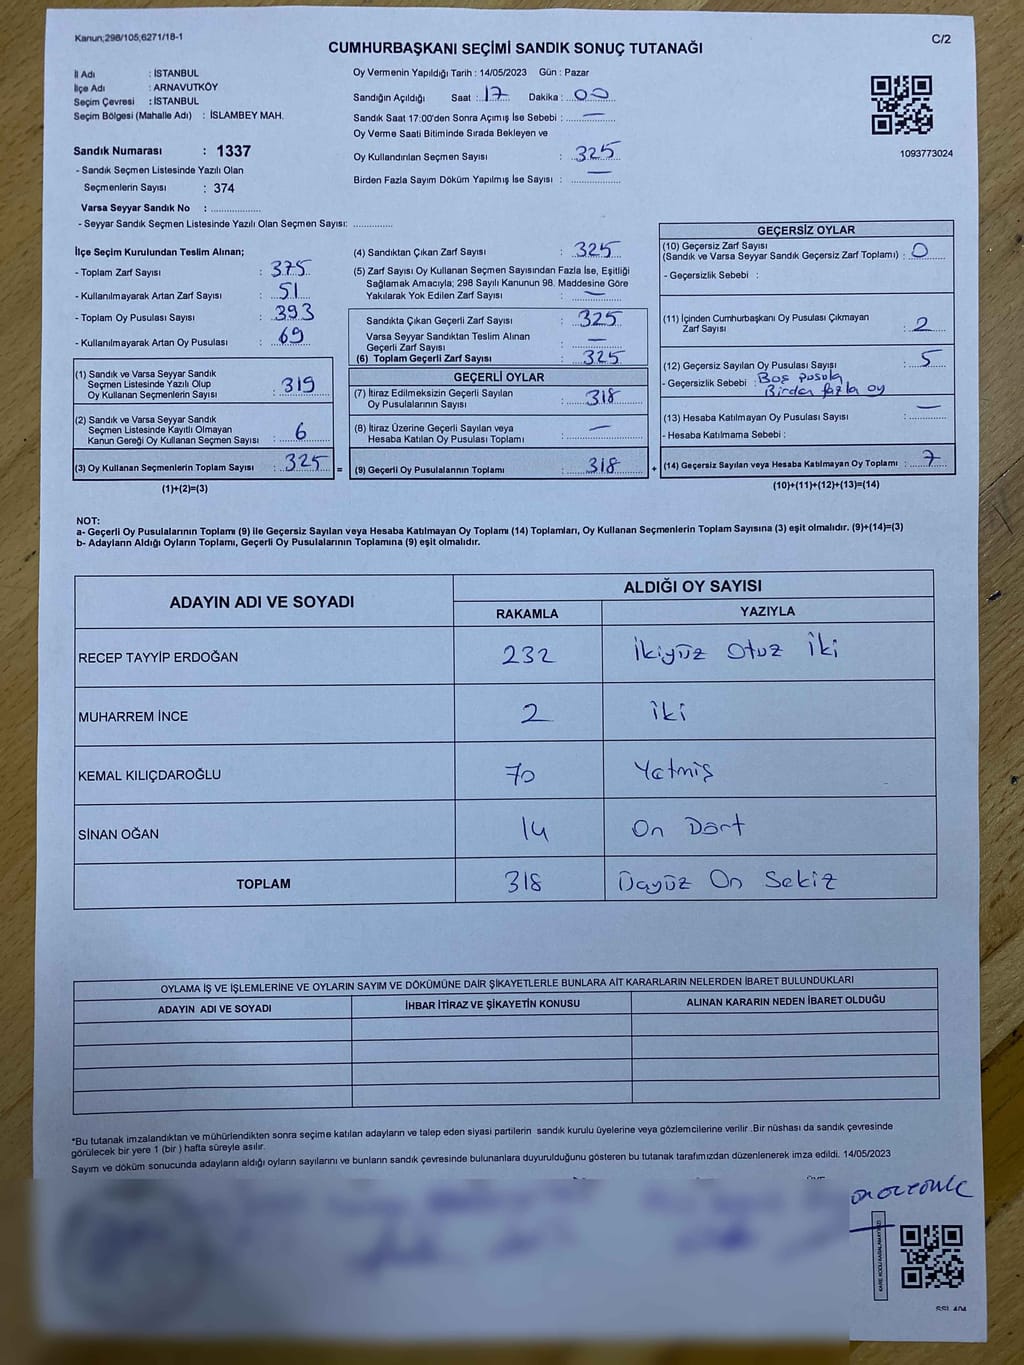 Kanun;298/105;6271/18-1
C/2
CUMHURBAŞKANI SEÇİMİ SANDIK SONUÇ TUTANAĞI
İl Adı : İSTANBUL
İlçe Adı : ARNAVUTKÖY
Seçim Çevresi : İSTANBUL
Seçim Bölgesi (Mahalle Adı) : İSLAMBEY MAH.
Sandık Numarası : 1337
- Sandık Seçmen Listesinde Yazılı Olan
Seçmenlerin Sayısı : 374
Varsa Seyyar Sandık No : ....................
- Seyyar Sandık Seçmen Listesinde Yazılı Olan Seçmen Sayısı: ...............
Oy Vermenin Yapıldığı Tarih : 14/05/2023 Gün : Pazar
Sandığın Açıldığı Saat : 17 Dakika : 00
Sandık Saat 17:00'den Sonra Açımış İse Sebebi : —
Oy Verme Saati Bitiminde Sırada Bekleyen ve
Oy Kullandırılan Seçmen Sayısı : 325
Birden Fazla Sayım Döküm Yapılmış İse Sayısı : —
1093773024
İlçe Seçim Kurulundan Teslim Alınan;
- Toplam Zarf Sayısı : 375
- Kullanılmayarak Artan Zarf Sayısı : 51
- Toplam Oy Pusulası Sayısı : 393
- Kullanılmayarak Artan Oy Pusulası : 69
(1) Sandık ve Varsa Seyyar Sandık
Seçmen Listesinde Yazılı Olup
Oy Kullanan Seçmenlerin Sayısı : 319
(2) Sandık ve Varsa Seyyar Sandık
Seçmen Listesinde Kayıtlı Olmayan
Kanun Gereği Oy Kullanan Seçmen Sayısı : 6
(3) Oy Kullanan Seçmenlerin Toplam Sayısı : 325 =
(1)+(2)=(3)
(4) Sandıktan Çıkan Zarf Sayısı : 325
(5) Zarf Sayısı Oy Kullanan Seçmen Sayısından Fazla İse, Eşitliği
Sağlamak Amacıyla; 298 Sayılı Kanunun 98. Maddesine Göre
Yakılarak Yok Edilen Zarf Sayısı : —
Sandıkta Çıkan Geçerli Zarf Sayısı : 325
Varsa Seyyar Sandıktan Teslim Alınan
Geçerli Zarf Sayısı : —
(6) Toplam Geçerli Zarf Sayısı : 325
GEÇERLİ OYLAR
(7) İtiraz Edilmeksizin Geçerli Sayılan
Oy Pusulalarının Sayısı : 318
(8) İtiraz Üzerine Geçerli Sayılan veya
Hesaba Katılan Oy Pusulası Toplamı : —
(9) Geçerli Oy Pusulalarının Toplamı : 318 +
GEÇERSİZ OYLAR
(10) Geçersiz Zarf Sayısı
(Sandık ve Varsa Seyyar Sandık Geçersiz Zarf Toplamı) : 0
- Geçersizlik Sebebi :
(11) İçinden Cumhurbaşkanı Oy Pusulası Çıkmayan
Zarf Sayısı : 2
(12) Geçersiz Sayılan Oy Pusulası Sayısı : 5
- Geçersizlik Sebebi : Boş pusula
Birden fazla oy
(13) Hesaba Katılmayan Oy Pusulası Sayısı : —
- Hesaba Katılmama Sebebi :
(14) Geçersiz Sayılan veya Hesaba Katılmayan Oy Toplamı : 7
(10)+(11)+(12)+(13)=(14)
NOT:
a- Geçerli Oy Pusulalarının Toplamı (9) ile Geçersiz Sayılan veya Hesaba Katılmayan Oy Toplamı (14) Toplamları, Oy Kullanan Seçmenlerin Toplam Sayısına (3) eşit olmalıdır. (9)+(14)=(3)
b- Adayların Aldığı Oyların Toplamı, Geçerli Oy Pusulalarının Toplamına (9) eşit olmalıdır.
ADAYIN ADI VE SOYADI
ALDIĞI OY SAYISI
RAKAMLA YAZIYLA
RECEP TAYYİP ERDOĞAN 232 İkiyüz Otuz İki
MUHARREM İNCE 2 İki
KEMAL KILIÇDAROĞLU 70 Yetmiş
SİNAN OĞAN 14 On Dört
TOPLAM 318 Üçyüz On Sekiz
OYLAMA İŞ VE İŞLEMLERİNE VE OYLARIN SAYIM VE DÖKÜMÜNE DAİR ŞİKAYETLERLE BUNLARA AİT KARARLARIN NELERDEN İBARET BULUNDUKLARI
ADAYIN ADI VE SOYADI İHBAR İTİRAZ VE ŞİKAYETİN KONUSU ALINAN KARARIN NEDEN İBARET OLDUĞU
*Bu tutanak imzalandıktan ve mühürlendikten sonra seçime katılan adayların ve talep eden siyasi partilerin sandık kurulu üyelerine veya gözlemcilerine verilir .Bir nüshası da sandık çevresinde
görülecek bir yere 1 (bir ) hafta süreyle asılır.
Sayım ve döküm sonucunda adayların aldığı oyların sayılarını ve bunların sandık çevresinde bulunanlara duyurulduğunu gösteren bu tutanak tarafımızdan düzenlenerek imza edildi. 14/05/2023